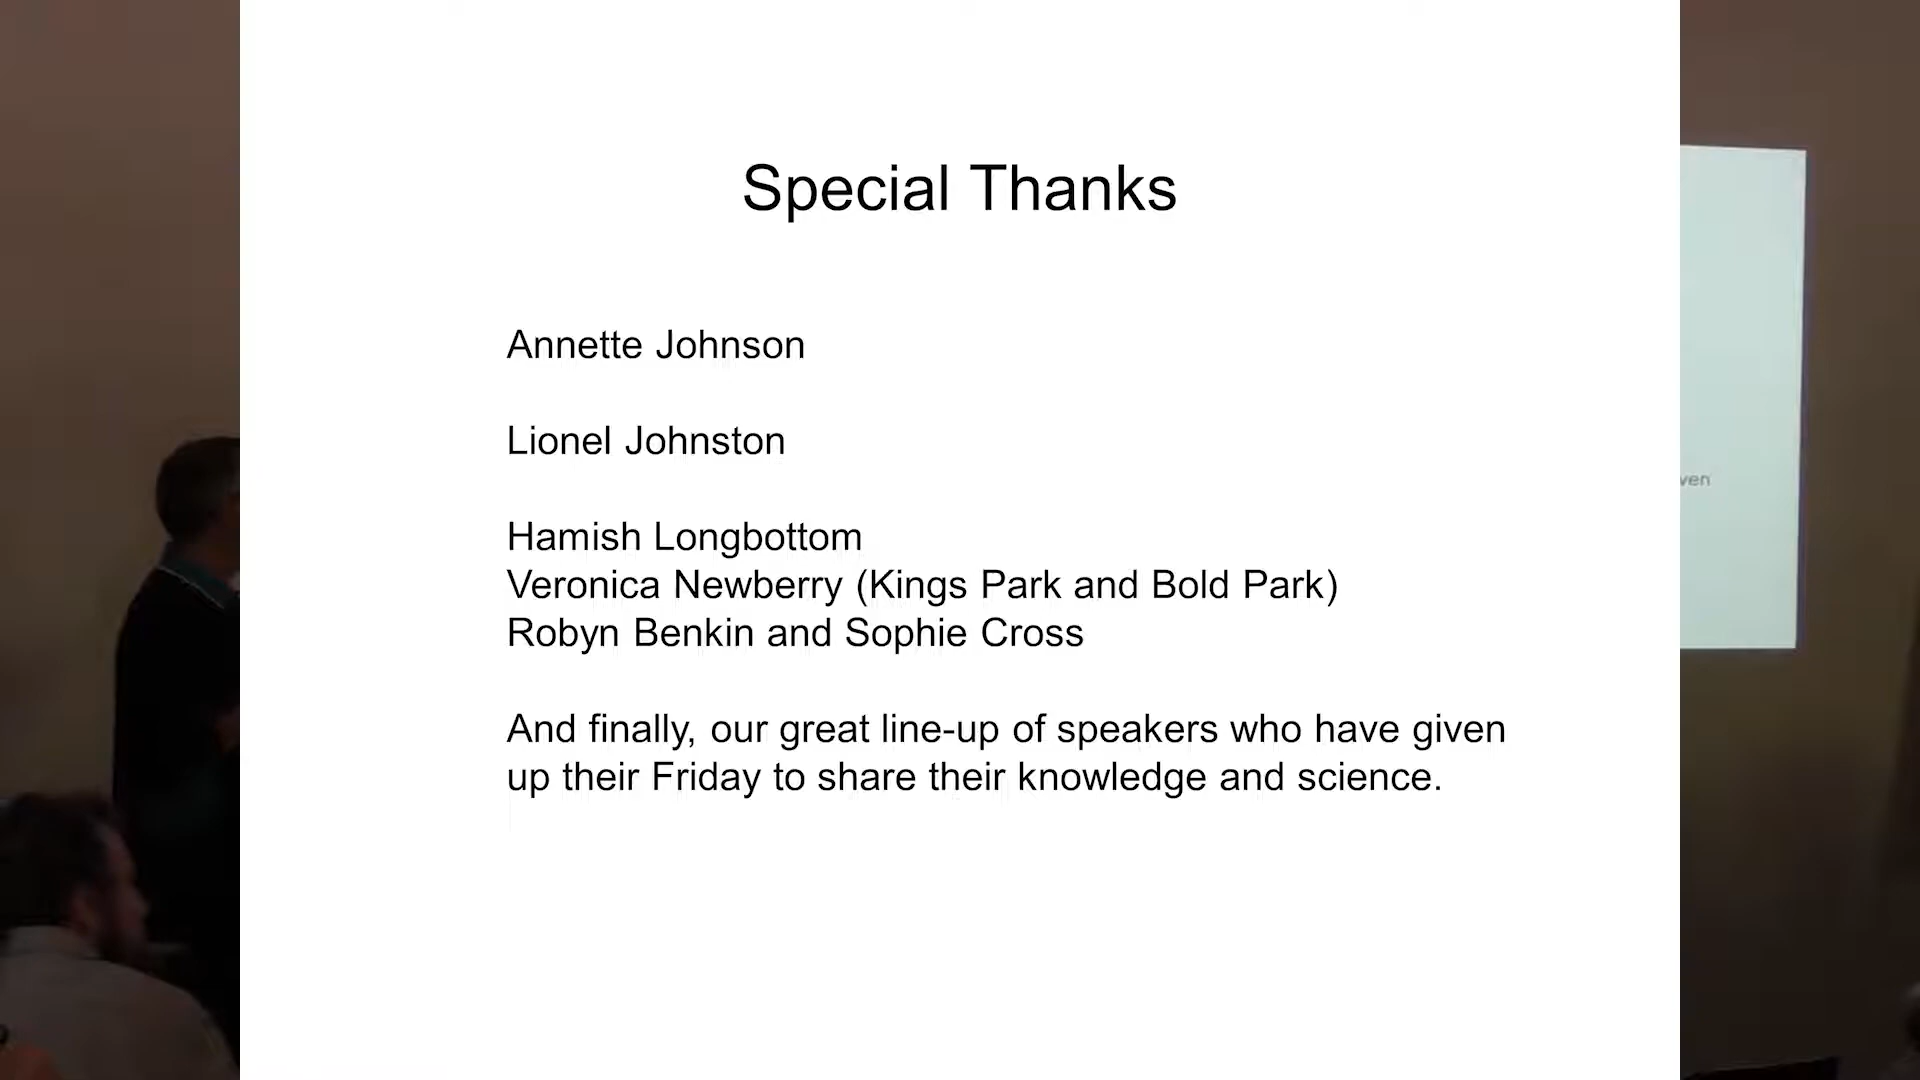 Special Thanks
Annette Johnson
Lionel Johnston
Hamish Longbottom
Veronica Newberry (Kings Park and Bold Park)
Robyn Benkin and Sophie Cross
And finally, our great line-up of speakers who have given
up their Friday to share their knowledge and science.
ven